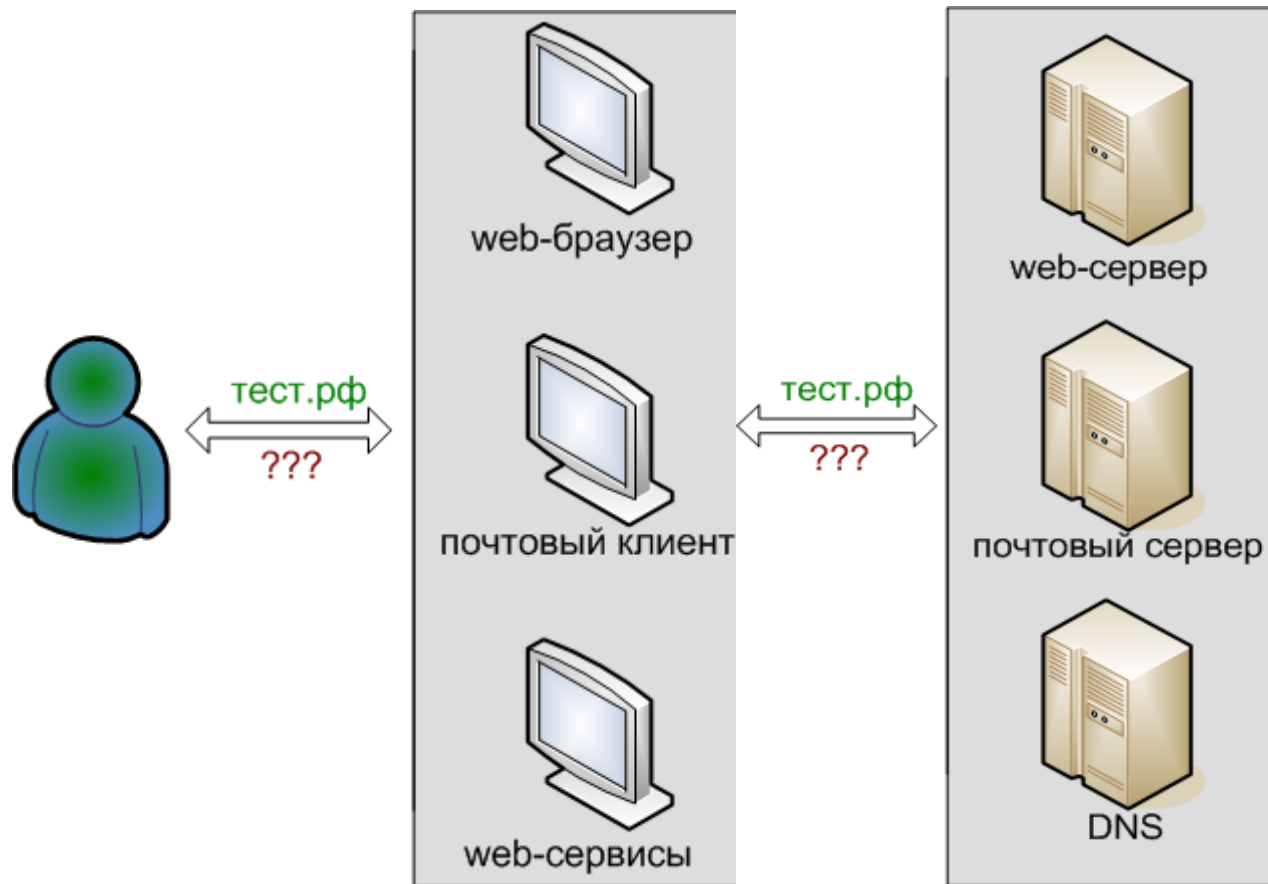 web-браузер
web-сервер
тест.рф
???
тест.рф
???
почтовый клиент
почтовый сервер
web-сервисы
DNS